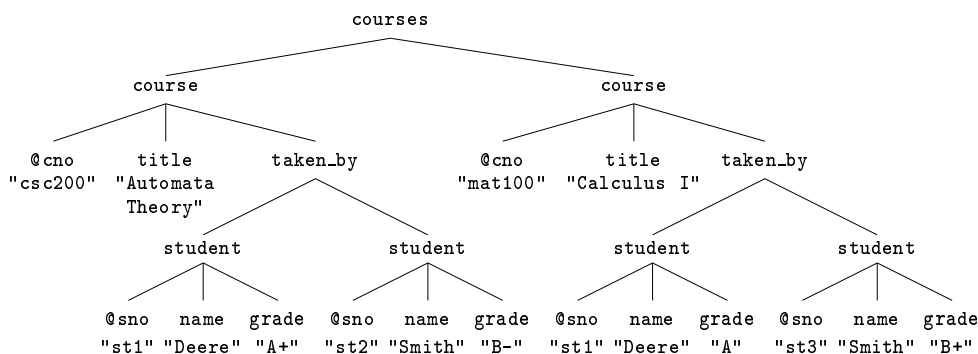 courses
course course
@cno title taken_by @cno title taken_by
"csc200" "Automata "mat100" "Calculus I"
Theory"
student student student student
@sno name grade @sno name grade @sno name grade @sno name grade
"st1" "Deere" "A+" "st2" "Smith" "B-" "st1" "Deere" "A" "st3" "Smith" "B+"